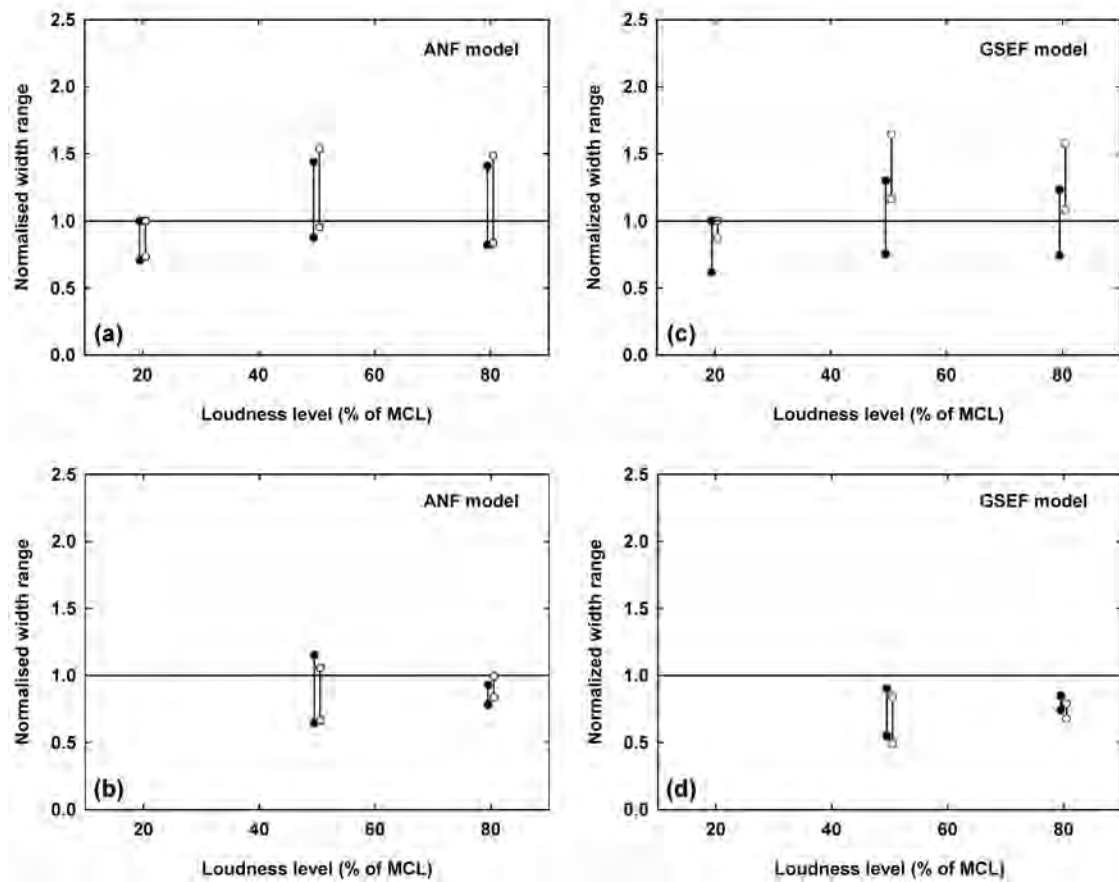 2.5
2.0
1.5
1.0
0.5
0.0
Normalised width range
ANF model
(a)
20
40
60
80
Loudness level (% of MCL)
2.5
2.0
1.5
1.0
0.5
0.0
Normalized width range
GSEF model
(c)
20
40
60
80
Loudness level (% of MCL)
2.5
2.0
1.5
1.0
0.5
0.0
Normalised width range
ANF model
(b)
20
40
60
80
Loudness level (% of MCL)
2.5
2.0
1.5
1.0
0.5
0.0
Normalized width range
GSEF model
(d)
20
40
60
80
Loudness level (% of MCL)